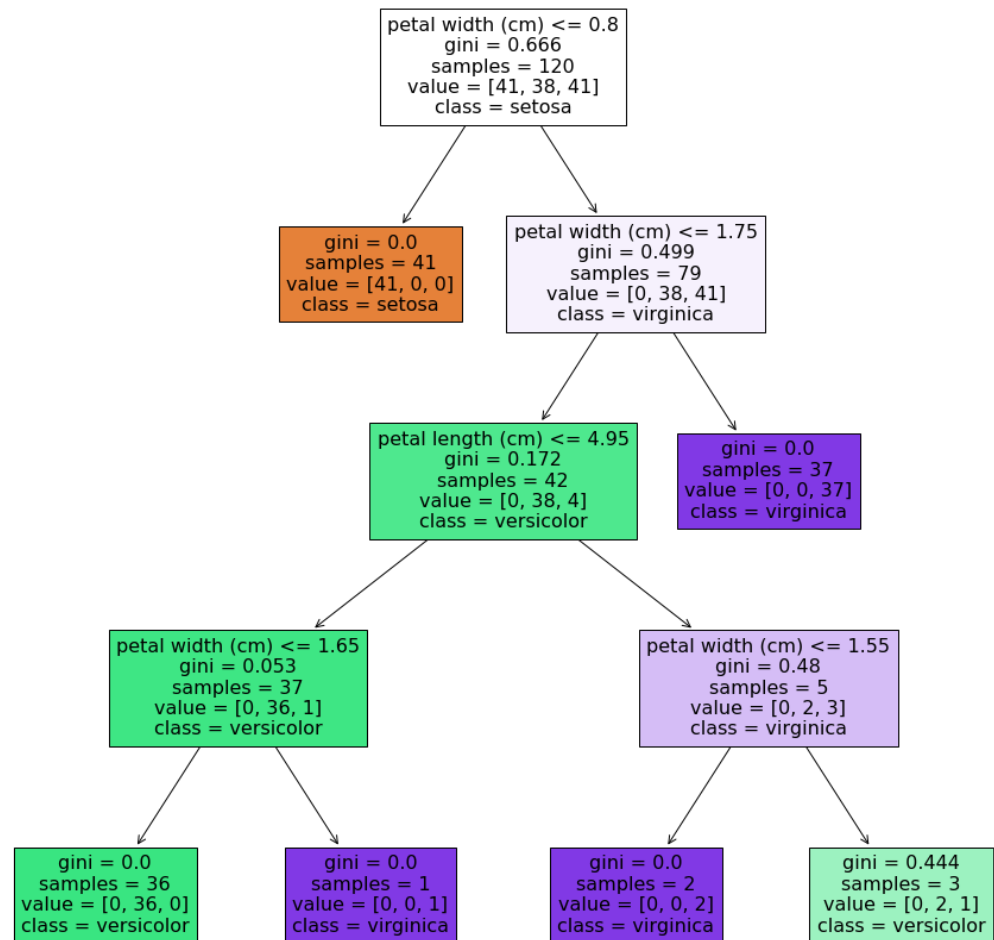 petal width (cm) <= 0.8
gini = 0.666
samples = 120
value = [41, 38, 41]
class = setosa
gini = 0.0
samples = 41
value = [41, 0, 0]
class = setosa
petal width (cm) <= 1.75
gini = 0.499
samples = 79
value = [0, 38, 41]
class = virginica
petal length (cm) <= 4.95
gini = 0.172
samples = 42
value = [0, 38, 4]
class = versicolor
gini = 0.0
samples = 37
value = [0, 0, 37]
class = virginica
petal width (cm) <= 1.65
gini = 0.053
samples = 37
value = [0, 36, 1]
class = versicolor
petal width (cm) <= 1.55
gini = 0.48
samples = 5
value = [0, 2, 3]
class = virginica
gini = 0.0
samples = 36
value = [0, 36, 0]
class = versicolor
gini = 0.0
samples = 1
value = [0, 0, 1]
class = virginica
gini = 0.0
samples = 2
value = [0, 0, 2]
class = virginica
gini = 0.444
samples = 3
value = [0, 2, 1]
class = versicolor